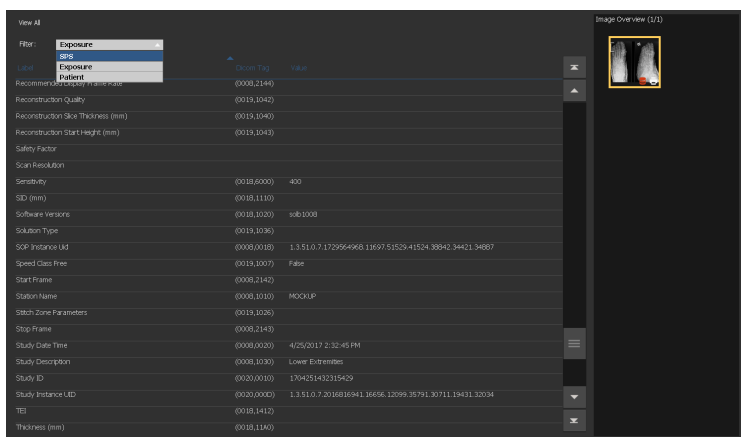 View All
Image Overview (1/1)
Filter: Exposure
SPS
Exposure
Patient
Label Dicom Tag Value
Recommended Display Frame Rate (0008,2144)
Reconstruction Quality (0019,1042)
Reconstruction Slice Thickness (mm) (0019,1040)
Reconstruction Start Height (mm) (0019,1043)
Safety Factor
Scan Resolution
Sensitivity (0018,6000) 400
SID (mm) (0018,1110)
Software Versions (0018,1020) solb1008
Solution Type (0019,1036)
SOP Instance Uid (0008,0018) 1.3.51.0.7.1729564968.11697.51529.41524.38842.34421.34887
Speed Class Free (0019,1007) False
Start Frame (0008,2142)
Station Name (0008,1010) MOCKUP
Stitch Zone Parameters (0019,1026)
Stop Frame (0008,2143)
Study Date Time (0008,0020) 4/25/2017 2:32:45 PM
Study Description (0008,1030) Lower Extremities
Study ID (0020,0010) 1704251432315429
Study Instance UID (0020,000D) 1.3.51.0.7.2016816941.16656.12099.35791.30711.19431.32034
TEI (0018,1412)
Thickness (mm) (0018,11A0)